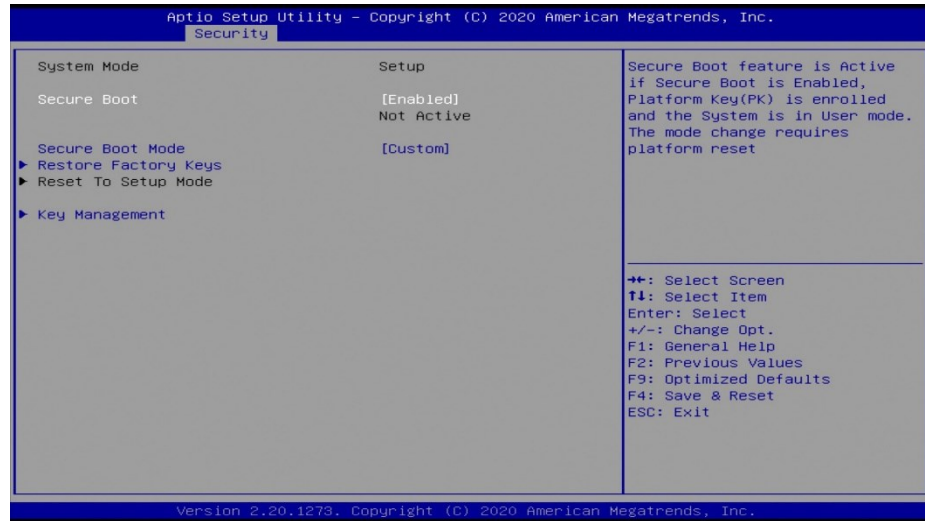 Aptio Setup Utility – Copyright (C) 2020 American Megatrends, Inc.
Security
System Mode Setup
Secure Boot [Enabled]
Not Active
Secure Boot Mode [Custom]
▶ Restore Factory Keys
▶ Reset To Setup Mode
▶ Key Management
Secure Boot feature is Active
if Secure Boot is Enabled,
Platform Key(PK) is enrolled
and the System is in User mode.
The mode change requires
platform reset
→←: Select Screen
↑↓: Select Item
Enter: Select
+/-: Change Opt.
F1: General Help
F2: Previous Values
F9: Optimized Defaults
F4: Save & Reset
ESC: Exit
Version 2.20.1273. Copyright (C) 2020 American Megatrends, Inc.